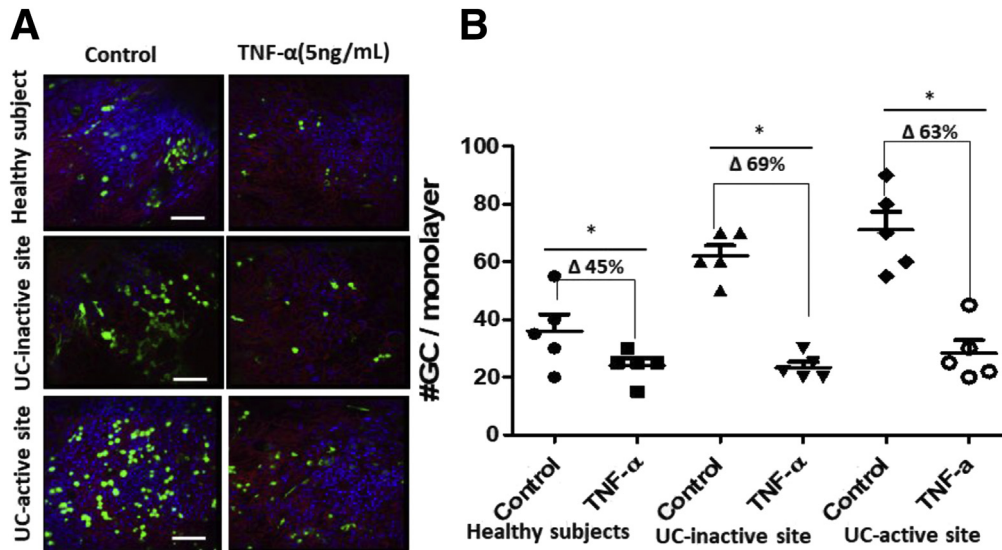 A
Control
TNF-α(5ng/mL)
Healthy subject
UC-inactive site
UC-active site
B
#GC / monolayer
100
80
60
40
20
0
*
Δ 45%
*
Δ 69%
*
Δ 63%
Control
TNF-α
Control
TNF-α
Control
TNF-a
Healthy subjects
UC-inactive site
UC-active site